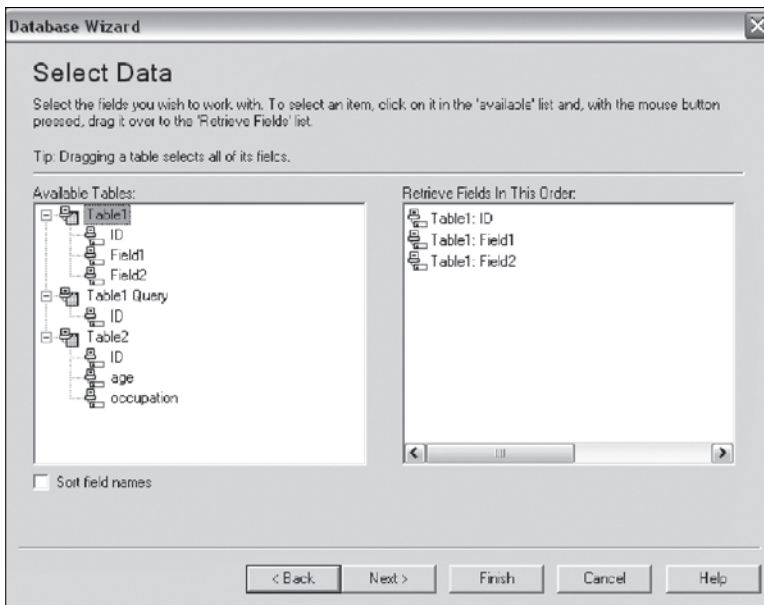 Database Wizard
Select Data
Select the fields you wish to work with. To select an item, click on it in the 'available' list and, with the mouse button
pressed, drag it over to the 'Retrieve Fields' list.
Tip: Dragging a table selects all of its fields.
Available Tables:
Table1
ID
Field1
Field2
Table1 Query
ID
Table2
ID
age
occupation
Sort field names
Retrieve Fields In This Order:
Table1: ID
Table1: Field1
Table1: Field2
< Back
Next >
Finish
Cancel
Help